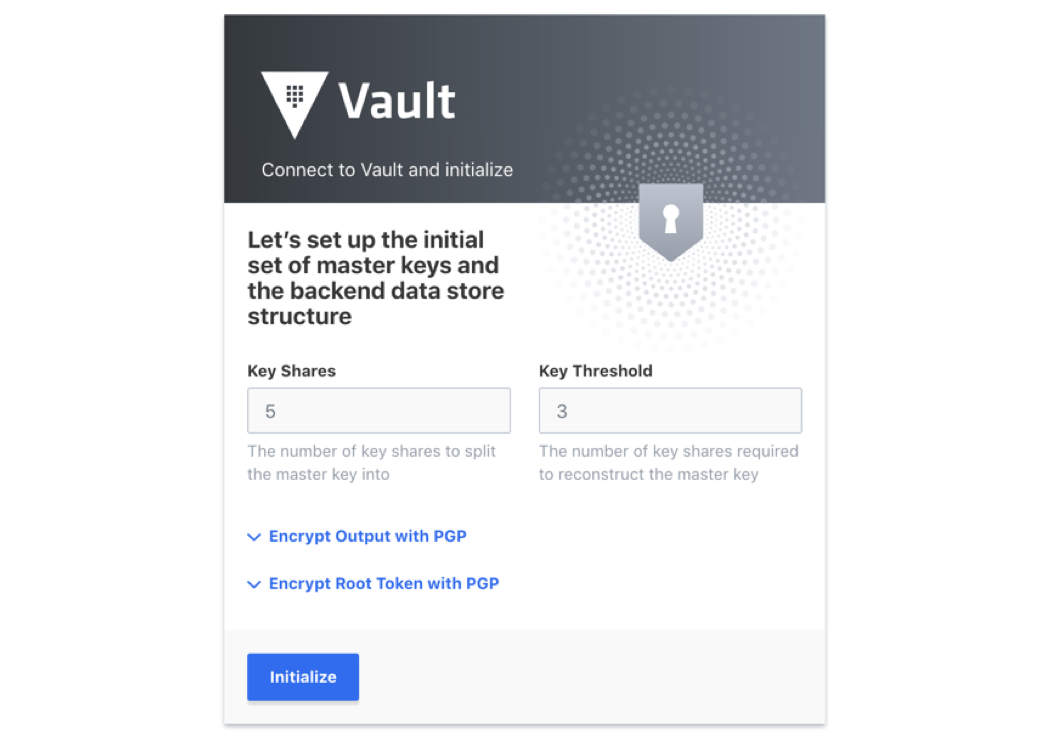 Vault
Connect to Vault and initialize
Let’s set up the initial
set of master keys and
the backend data store
structure
Key Shares
5
The number of key shares to split
the master key into
Key Threshold
3
The number of key shares required
to reconstruct the master key
Encrypt Output with PGP
Encrypt Root Token with PGP
Initialize